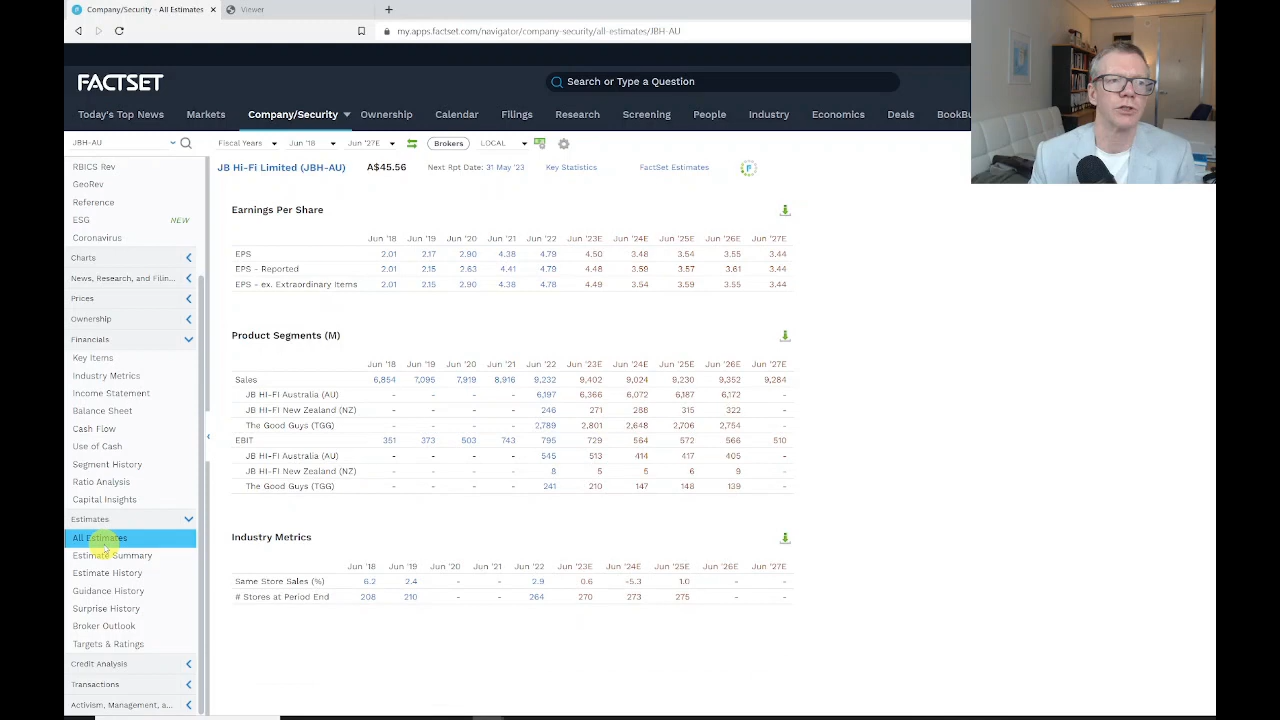 Company/Security - All Estimates
Viewer
my.apps.factset.com/navigator/company-security/all-estimates/JBH-AU
FACTSET
Search or Type a Question
Today's Top News Markets Company/Security Ownership Calendar Filings Research Screening People Industry Economics Deals BookBu
JBH-AU
Fiscal Years Jun '18 Jun '27E Brokers LOCAL
JB Hi-Fi Limited (JBH-AU) A$45.56 Next Rpt Date: 31 May '23 Key Statistics FactSet Estimates
RBICS Rev
GeoRev
Reference
ESG NEW
Coronavirus
Charts
News, Research, and Filin...
Prices
Ownership
Financials
Key Items
Industry Metrics
Income Statement
Balance Sheet
Cash Flow
Use of Cash
Segment History
Ratio Analysis
Capital Insights
Estimates
All Estimates
Estimate Summary
Estimate History
Guidance History
Surprise History
Broker Outlook
Targets & Ratings
Credit Analysis
Transactions
Activism, Management, a...
Earnings Per Share
Jun '18 Jun '19 Jun '20 Jun '21 Jun '22 Jun '23E Jun '24E Jun '25E Jun '26E Jun '27E
EPS 2.01 2.17 2.90 4.38 4.79 4.50 3.48 3.54 3.55 3.44
EPS - Reported 2.01 2.15 2.63 4.41 4.79 4.48 3.59 3.57 3.61 3.44
EPS - ex. Extraordinary Items 2.01 2.15 2.90 4.38 4.78 4.49 3.54 3.59 3.55 3.44
Product Segments (M)
Jun '18 Jun '19 Jun '20 Jun '21 Jun '22 Jun '23E Jun '24E Jun '25E Jun '26E Jun '27E
Sales 6,854 7,095 7,919 8,916 9,232 9,402 9,024 9,230 9,352 9,284
JB HI-FI Australia (AU) - - - - 6,197 6,366 6,072 6,187 6,172 -
JB HI-FI New Zealand (NZ) - - - - 246 271 288 315 322 -
The Good Guys (TGG) - - - - 2,789 2,801 2,648 2,706 2,754 -
EBIT 351 373 503 743 795 729 564 572 566 510
JB HI-FI Australia (AU) - - - - 545 513 414 417 405 -
JB HI-FI New Zealand (NZ) - - - - 8 5 5 6 9 -
The Good Guys (TGG) - - - - 241 210 147 148 139 -
Industry Metrics
Jun '18 Jun '19 Jun '20 Jun '21 Jun '22 Jun '23E Jun '24E Jun '25E Jun '26E Jun '27E
Same Store Sales (%) 6.2 2.4 - - 2.9 0.6 -5.3 1.0 - -
# Stores at Period End 208 210 - - 264 270 273 275 - -